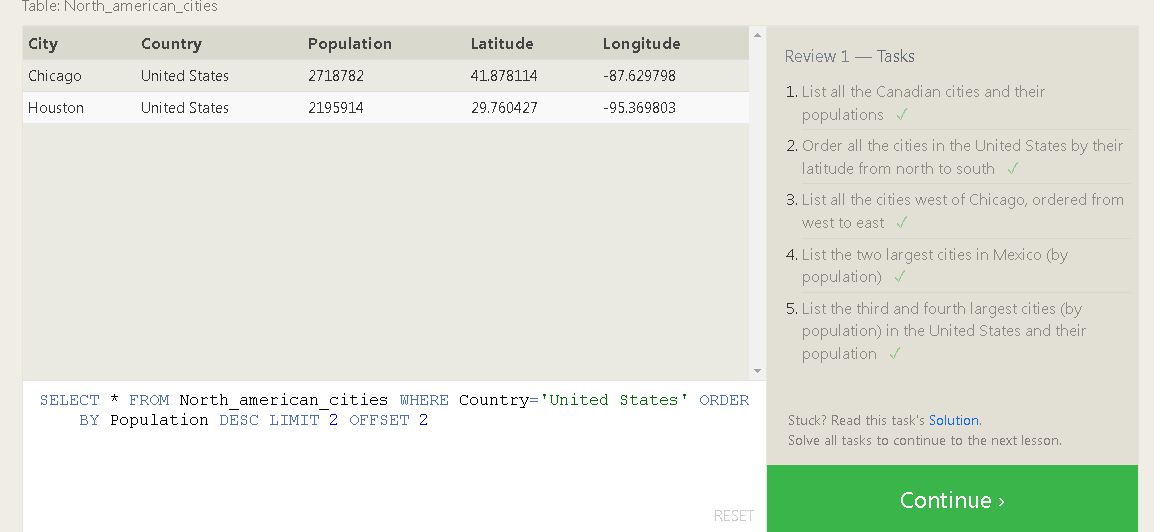 Table: North_american_cities
City Country Population Latitude Longitude
Chicago United States 2718782 41.878114 -87.629798
Houston United States 2195914 29.760427 -95.369803
SELECT * FROM North_american_cities WHERE Country='United States' ORDER
BY Population DESC LIMIT 2 OFFSET 2
RESET
Review 1 — Tasks
1. List all the Canadian cities and their
populations ✓
2. Order all the cities in the United States by their
latitude from north to south ✓
3. List all the cities west of Chicago, ordered from
west to east ✓
4. List the two largest cities in Mexico (by
population) ✓
5. List the third and fourth largest cities (by
population) in the United States and their
population ✓
Stuck? Read this task's Solution.
Solve all tasks to continue to the next lesson.
Continue ›